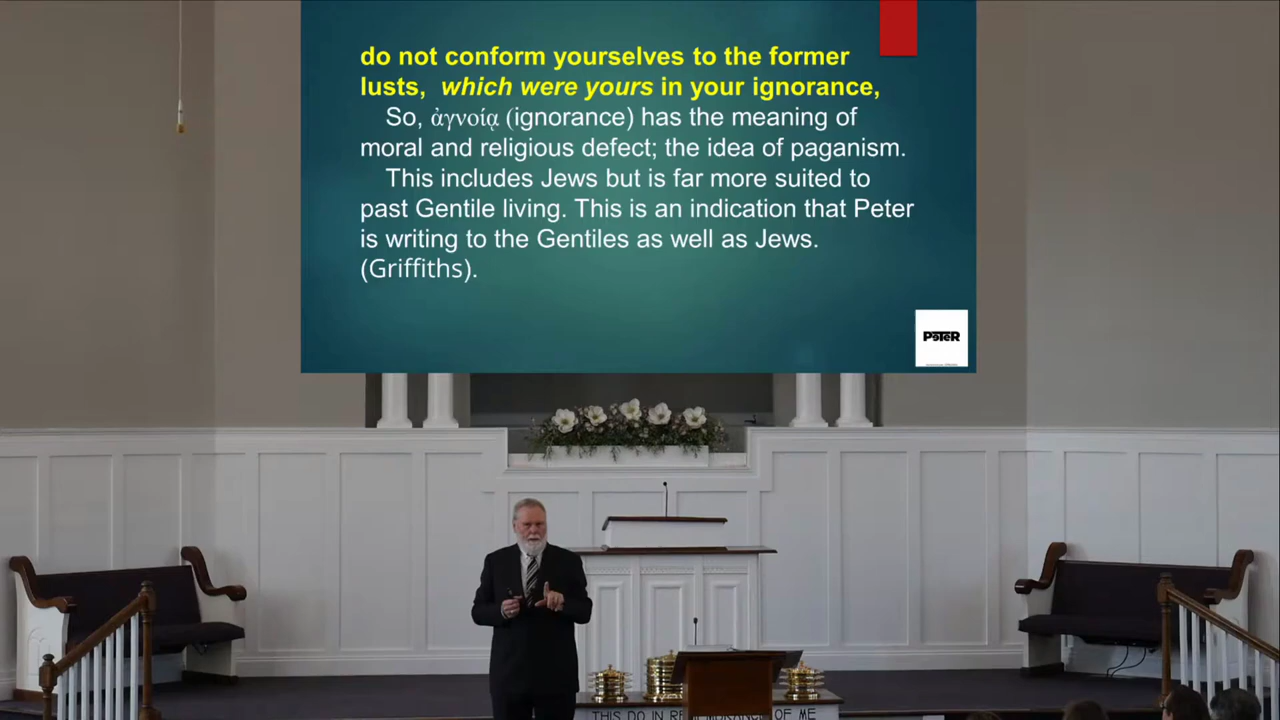 do not conform yourselves to the former
lusts, which were yours in your ignorance,
So, ἀγνοίᾳ (ignorance) has the meaning of
moral and religious defect; the idea of paganism.
This includes Jews but is far more suited to
past Gentile living. This is an indication that Peter
is writing to the Gentiles as well as Jews.
(Griffiths).
PeTeR
THIS DO IN OF ME